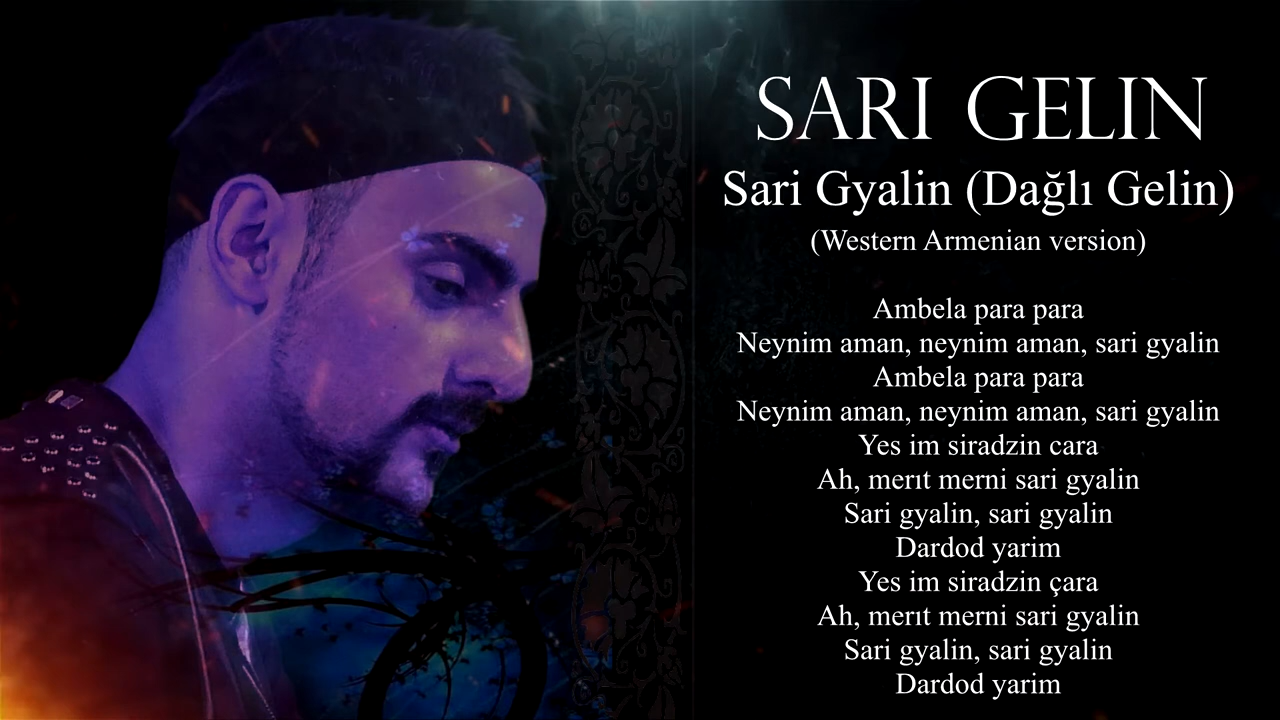 SARI GELIN
Sari Gyalin (Dağlı Gelin)
(Western Armenian version)
Ambela para para
Neynim aman, neynim aman, sari gyalin
Ambela para para
Neynim aman, neynim aman, sari gyalin
Yes im siradzin cara
Ah, merıt merni sari gyalin
Sari gyalin, sari gyalin
Dardod yarim
Yes im siradzin çara
Ah, merıt merni sari gyalin
Sari gyalin, sari gyalin
Dardod yarim